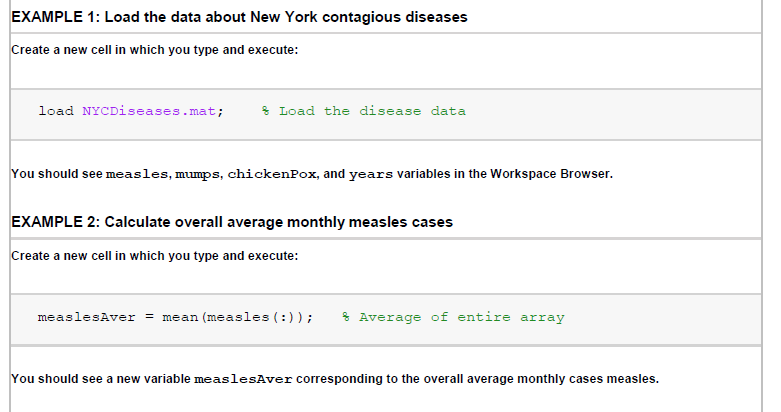 EXAMPLE 1: Load the data about New York contagious diseases
Create a new cell in which you type and execute:
load NYCDiseases.mat;    % Load the disease data
You should see measles, mumps, chickenPox, and years variables in the Workspace Browser.
EXAMPLE 2: Calculate overall average monthly measles cases
Create a new cell in which you type and execute:
measlesAver = mean(measles(:));   % Average of entire array
You should see a new variable measlesAver corresponding to the overall average monthly cases measles.